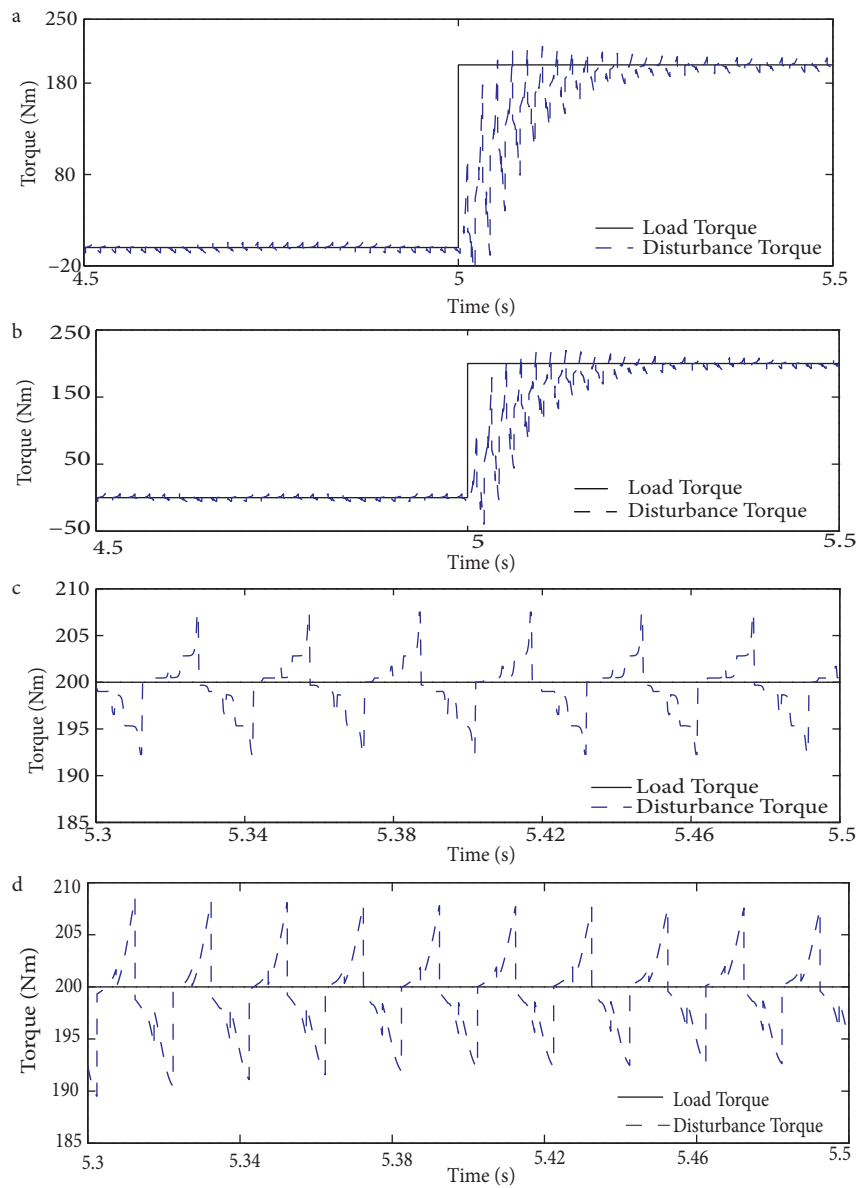 a
250
180
80
−20
Torque (Nm)
Load Torque
Disturbance Torque
4.5
5
5.5
Time (s)
b
250
150
50
−50
Torque (Nm)
Load Torque
Disturbance Torque
4.5
5
5.5
Time (s)
c
210
205
200
195
190
185
Torque (Nm)
Load Torque
Disturbance Torque
5.3
5.34
5.38
5.42
5.46
5.5
Time (s)
d
210
205
200
195
190
185
Torque (Nm)
Load Torque
Disturbance Torque
5.3
5.34
5.38
5.42
5.46
5.5
Time (s)